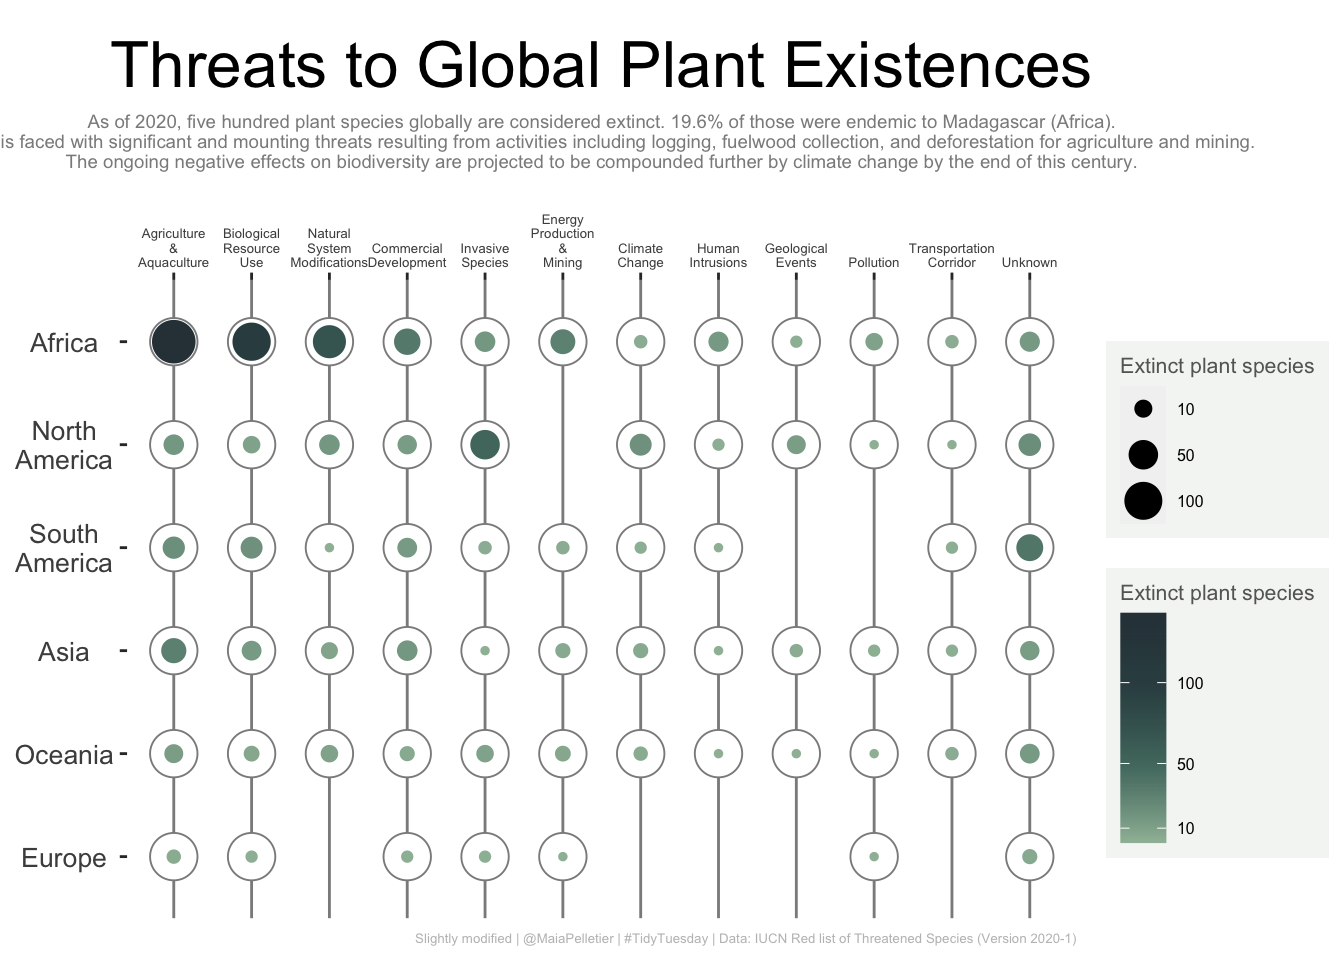 Threats to Global Plant Existences
As of 2020, five hundred plant species globally are considered extinct. 19.6% of those were endemic to Madagascar (Africa).
is faced with significant and mounting threats resulting from activities including logging, fuelwood collection, and deforestation for agriculture and mining.
The ongoing negative effects on biodiversity are projected to be compounded further by climate change by the end of this century.
Agriculture
&
Aquaculture
Biological
Resource
Use
Natural
System
Modifications
Commercial
Development
Invasive
Species
Energy
Production
&
Mining
Climate
Change
Human
Intrusions
Geological
Events
Pollution
Transportation
Corridor
Unknown
Africa
North
America
South
America
Asia
Oceania
Europe
Extinct plant species
10
50
100
Extinct plant species
100
50
10
Slightly modified | @MaiaPelletier | #TidyTuesday | Data: IUCN Red list of Threatened Species (Version 2020-1)